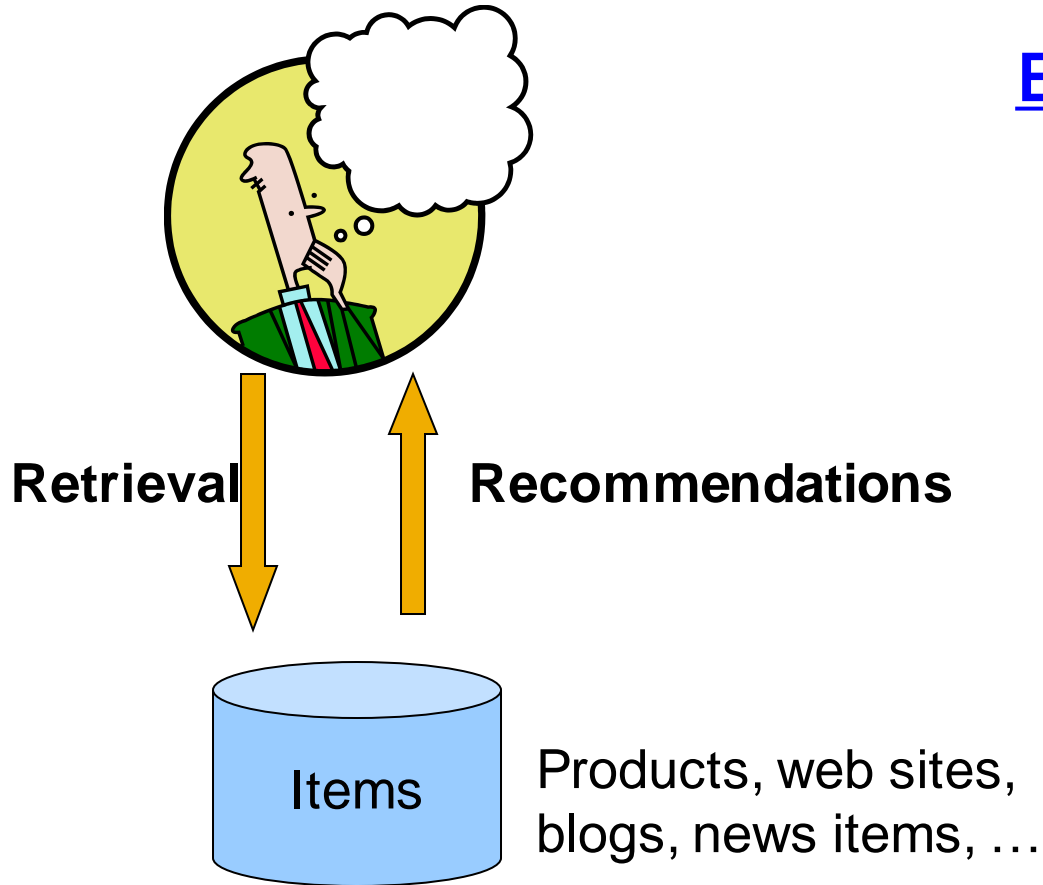 E
Retrieval
Recommendations
Items
Products, web sites,
blogs, news items, …